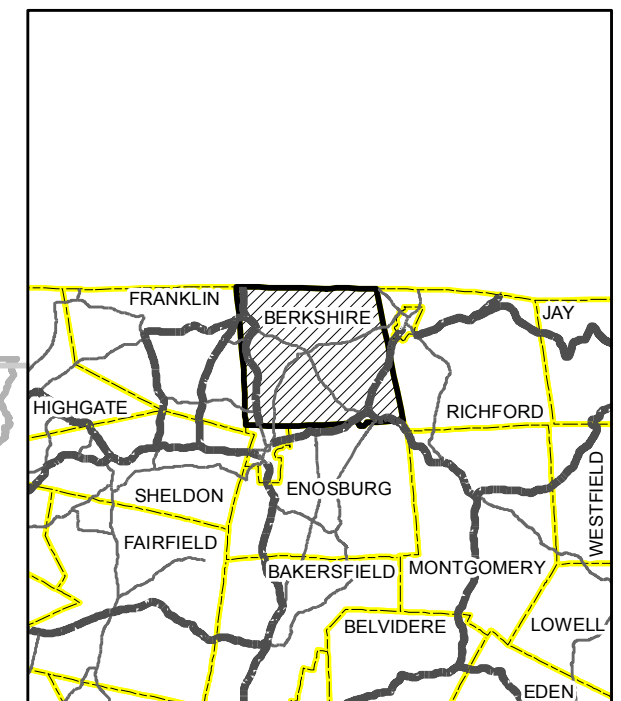 FRANKLIN
BERKSHIRE
JAY
HIGHGATE
RICHFORD
SHELDON
ENOSBURG
WESTFIELD
FAIRFIELD
BAKERSFIELD
MONTGOMERY
BELVIDERE
LOWELL
EDEN